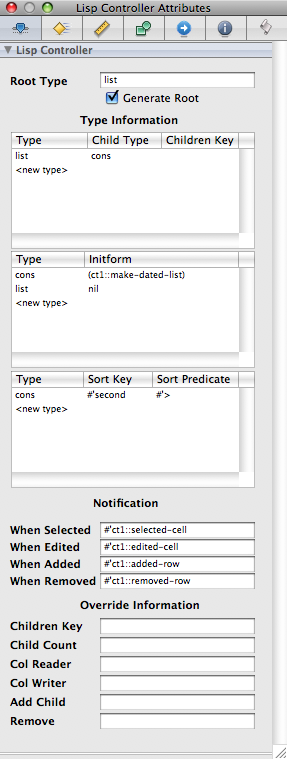 Lisp Controller Attributes
Lisp Controller
Root Type list
Generate Root
Type Information
Type Child Type Children Key
list cons
<new type>
Type Initform
cons (ct1::make-dated-list)
list nil
<new type>
Type Sort Key Sort Predicate
cons #'second #'>
<new type>
Notification
When Selected #'ct1::selected-cell
When Edited #'ct1::edited-cell
When Added #'ct1::added-row
When Removed #'ct1::removed-row
Override Information
Children Key
Child Count
Col Reader
Col Writer
Add Child
Remove